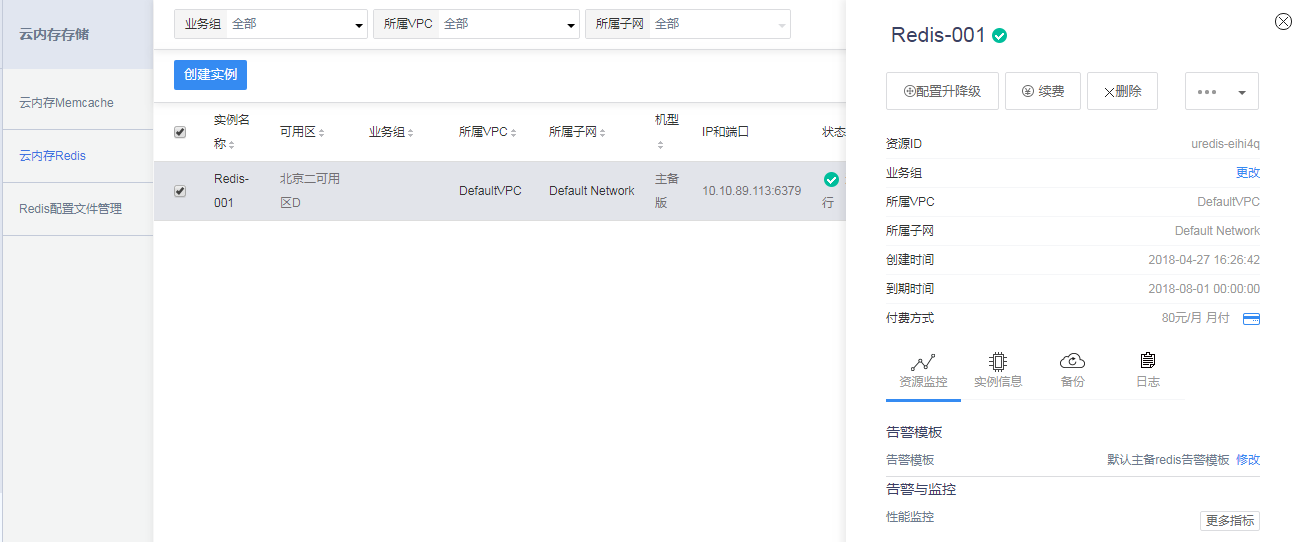 云内存存储
云内存Memcache
云内存Redis
Redis配置文件管理
业务组 全部 所属VPC 全部 所属子网 全部
创建实例
实例名称 可用区 业务组 所属VPC 所属子网 机型 IP和端口 状态
Redis-001 北京二可用区D DefaultVPC Default Network 主备版 10.10.89.113:6379 行
Redis-001
配置升降级 续费 删除
资源ID uredis-eihi4q
业务组 更改
所属VPC DefaultVPC
所属子网 Default Network
创建时间 2018-04-27 16:26:42
到期时间 2018-08-01 00:00:00
付费方式 80元/月 月付
资源监控 实例信息 备份 日志
告警模板
告警模板 默认主备redis告警模板 修改
告警与监控
性能监控 更多指标